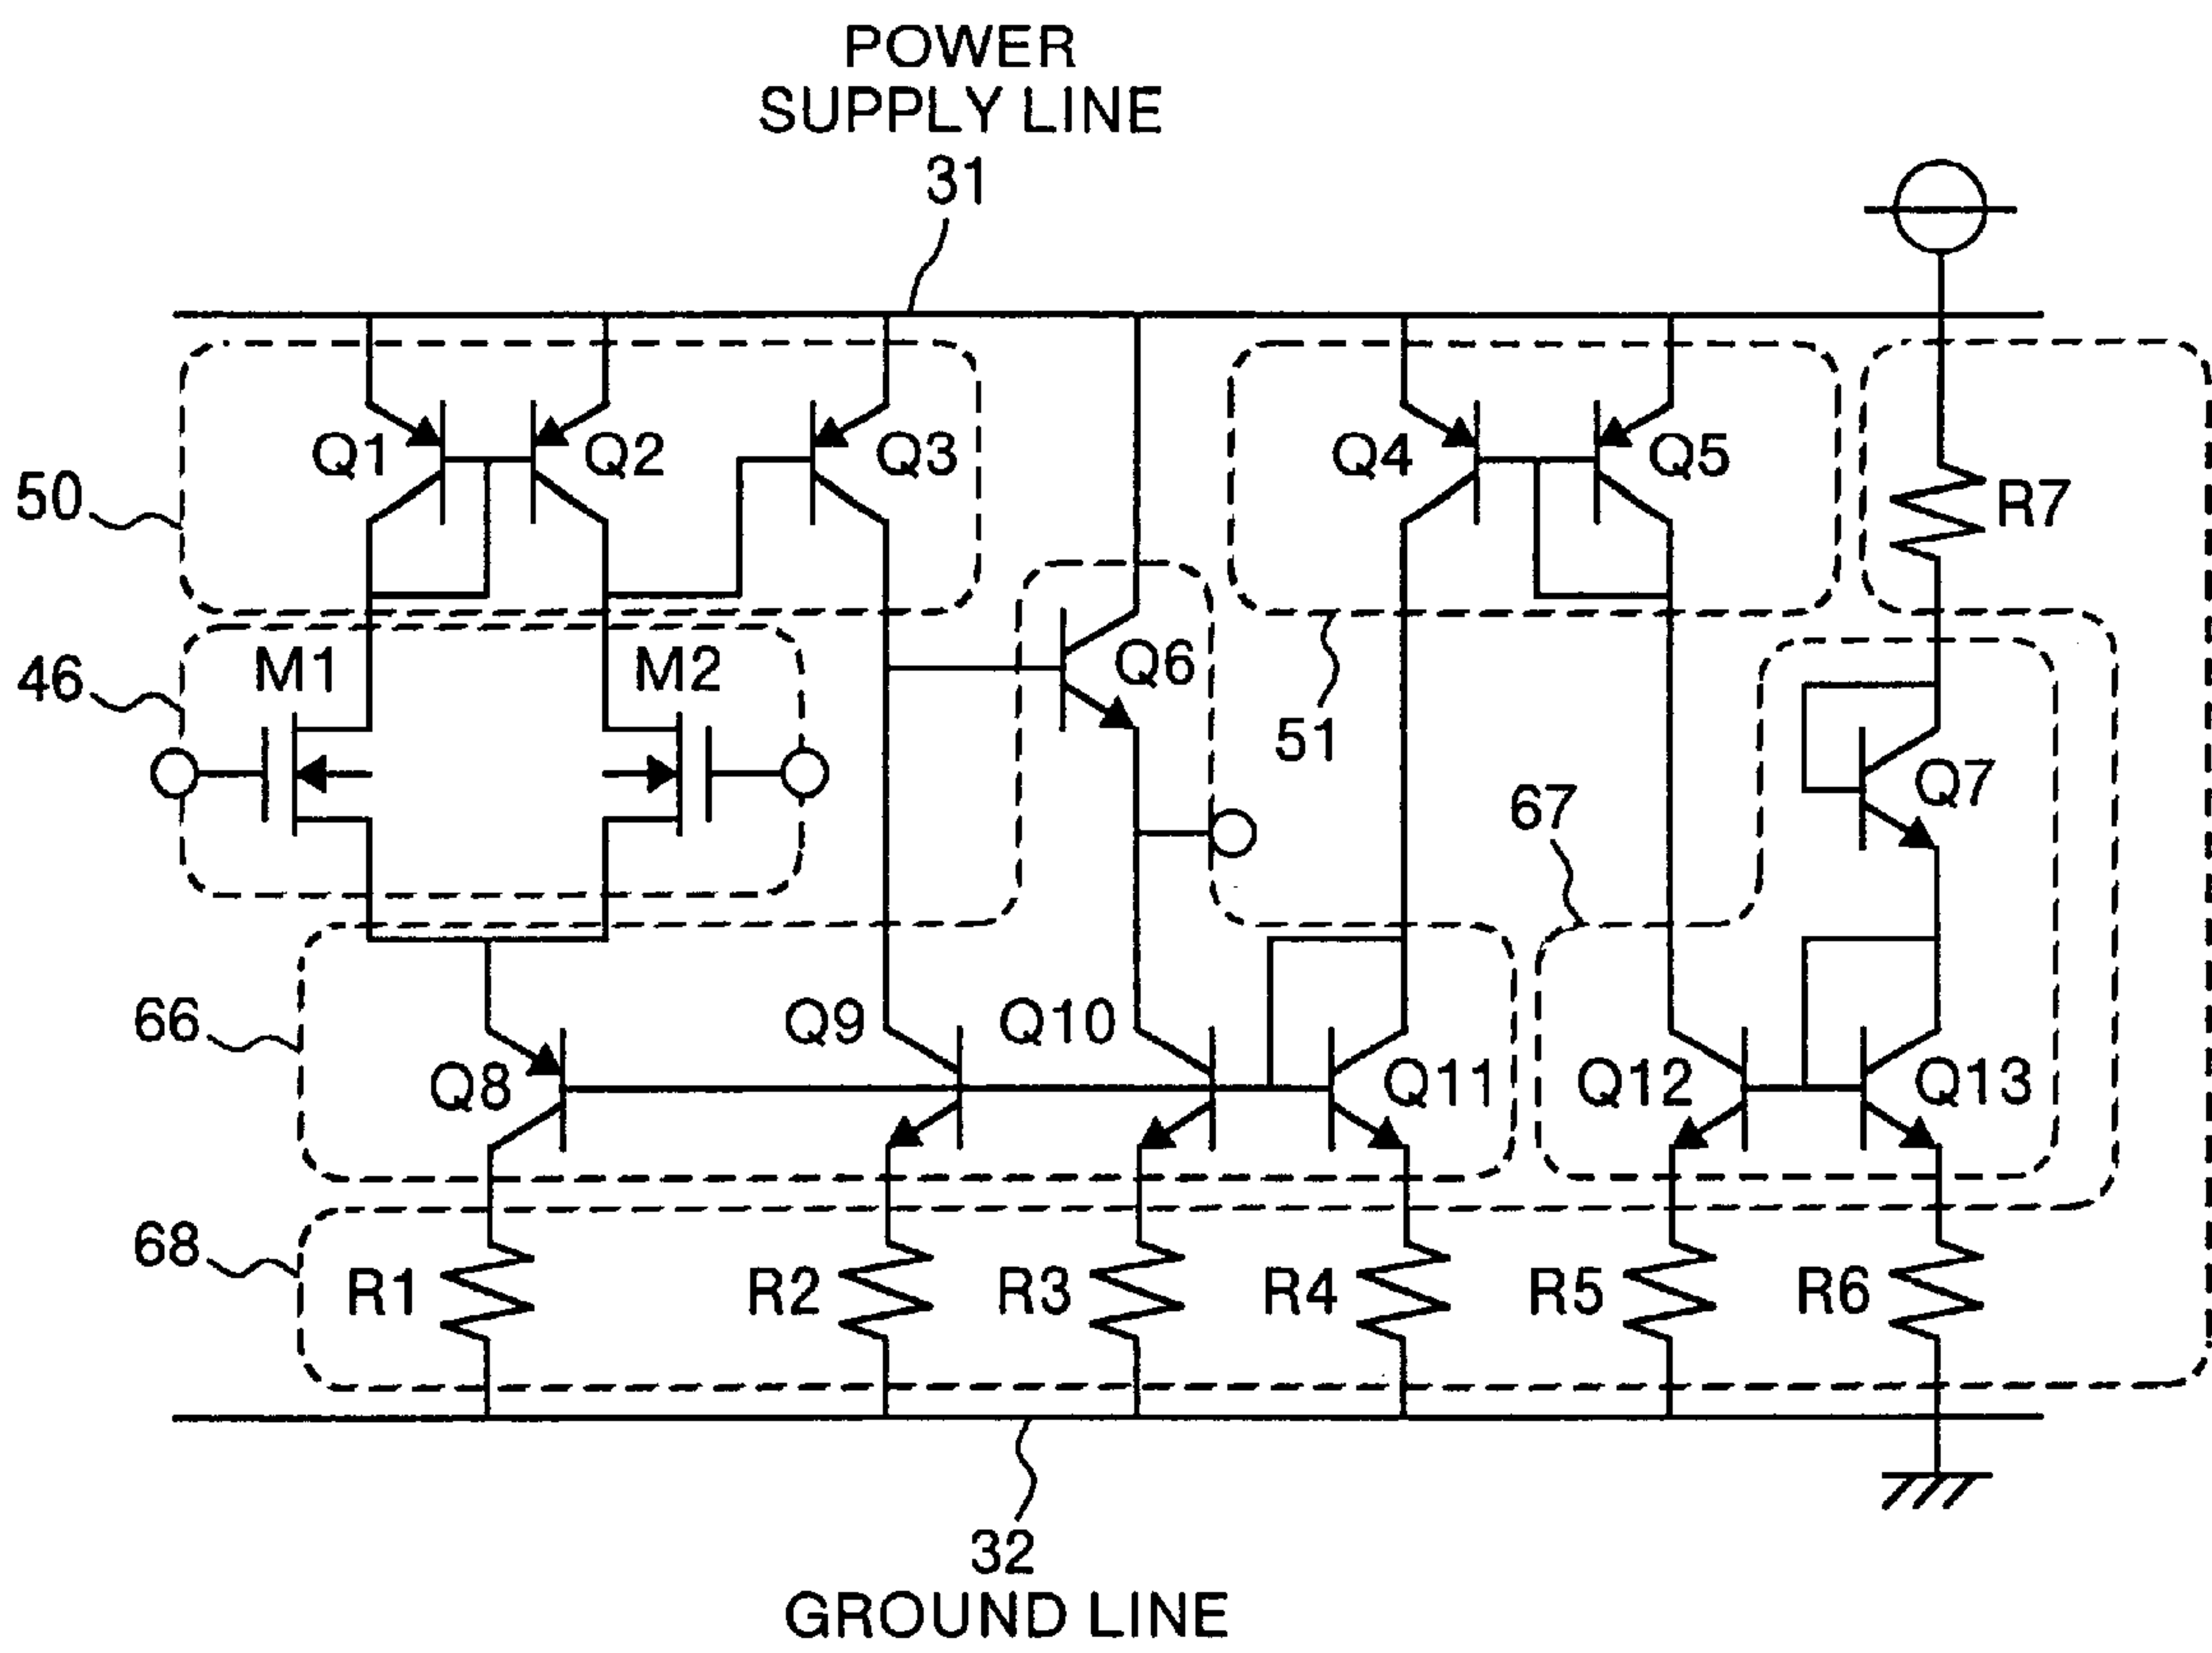 POWER
SUPPLY LINE
31
Q1
Q2
Q3
Q4
Q5
50
R7
46
M1
M2
Q6
51
Q7
67
66
Q9
Q10
Q8
Q11
Q12
Q13
68
R1
R2
R3
R4
R5
R6
32
GROUND LINE